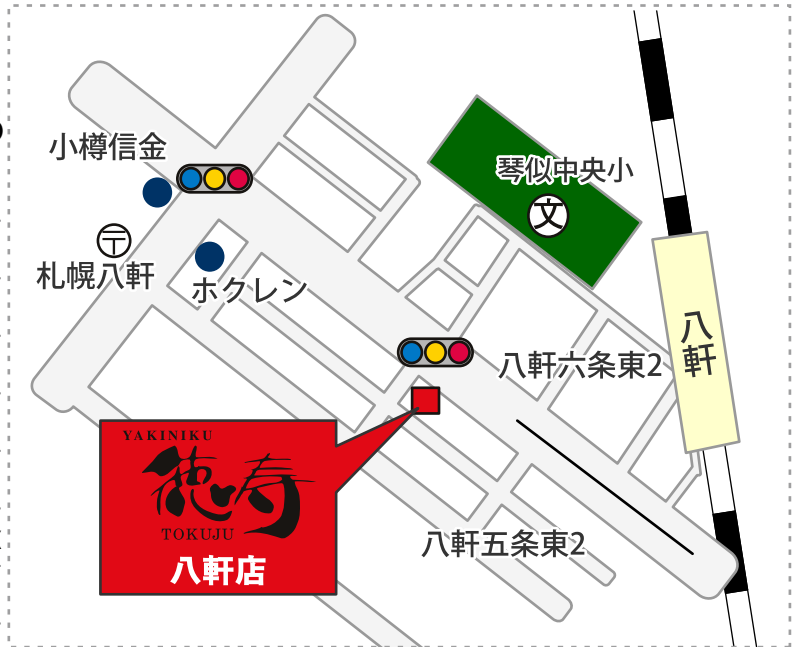 小樽信金
琴似中央小
文
〒
札幌八軒
ホクレン
八軒
八軒六条東2
YAKINIKU
徳寿
TOKUJU
八軒店
八軒五条東2